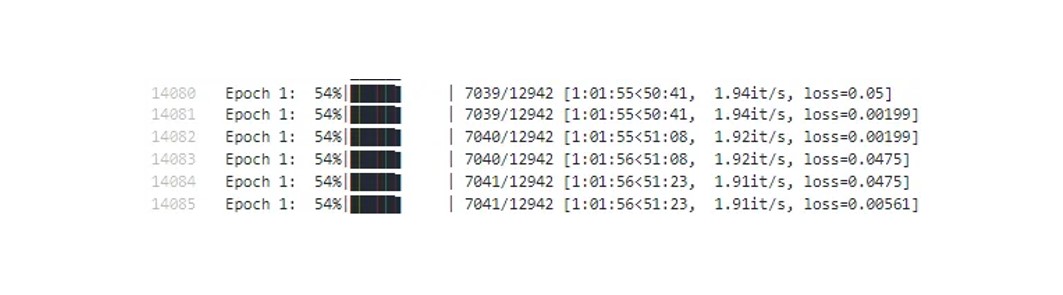 14080 Epoch 1: 54%|█████▍ | 7039/12942 [1:01:55<50:41, 1.94it/s, loss=0.05]
14081 Epoch 1: 54%|█████▍ | 7039/12942 [1:01:55<50:41, 1.94it/s, loss=0.00199]
14082 Epoch 1: 54%|█████▍ | 7040/12942 [1:01:55<51:08, 1.92it/s, loss=0.00199]
14083 Epoch 1: 54%|█████▍ | 7040/12942 [1:01:56<51:08, 1.92it/s, loss=0.0475]
14084 Epoch 1: 54%|█████▍ | 7041/12942 [1:01:56<51:23, 1.91it/s, loss=0.0475]
14085 Epoch 1: 54%|█████▍ | 7041/12942 [1:01:56<51:23, 1.91it/s, loss=0.00561]